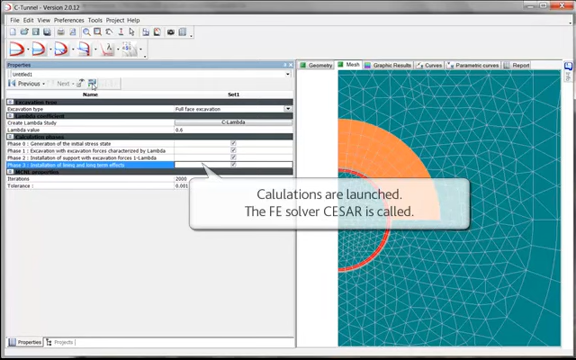 C-Tunnel - Version 2.0.12
File Edit View Preferences Tools Project Help
Properties
Untitled1
Previous Next
Name Set1
Excavation type
Excavation type Full face excavation
Lambda coefficient
Create Lambda Study C-Lambda
Lambda value 0.6
Calculation phases
Phase 0 : Generation of the initial stress state
Phase 1 : Excavation with excavation forces characterized by Lambda
Phase 2 : Installation of support with excavation forces 1-Lambda
Phase 3 : Installation of lining and long term effects
properties
Iterations 2000
Tolerance : 0.001
Calulations are launched.
The FE solver CESAR is called.
Geometry Mesh Graphic Results Curves Parametric curves Report
Properties Projects